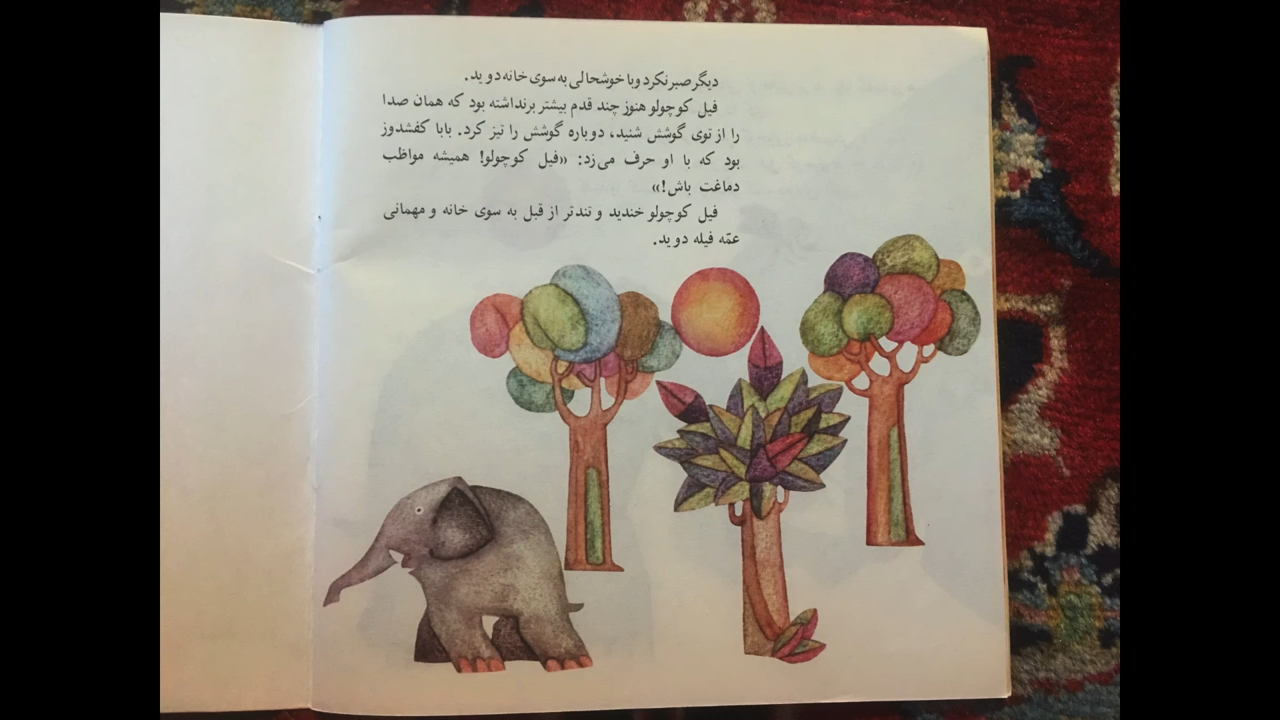 دیگر صبر نکرد و با خوشحالی به سوی خانه دوید.
فیل کوچولو هنوز چند قدم بیشتر برنداشته بود که همان صدا
را از توی گوشش شنید، دوباره گوشش را تیز کرد. بابا کفشدوز
بود که با او حرف می‌زد: «فیل کوچولو! همیشه مواظب
دماغت باش!»
فیل کوچولو خندید و تندتر از قبل به سوی خانه و مهمانی
عمّه فیله دوید.